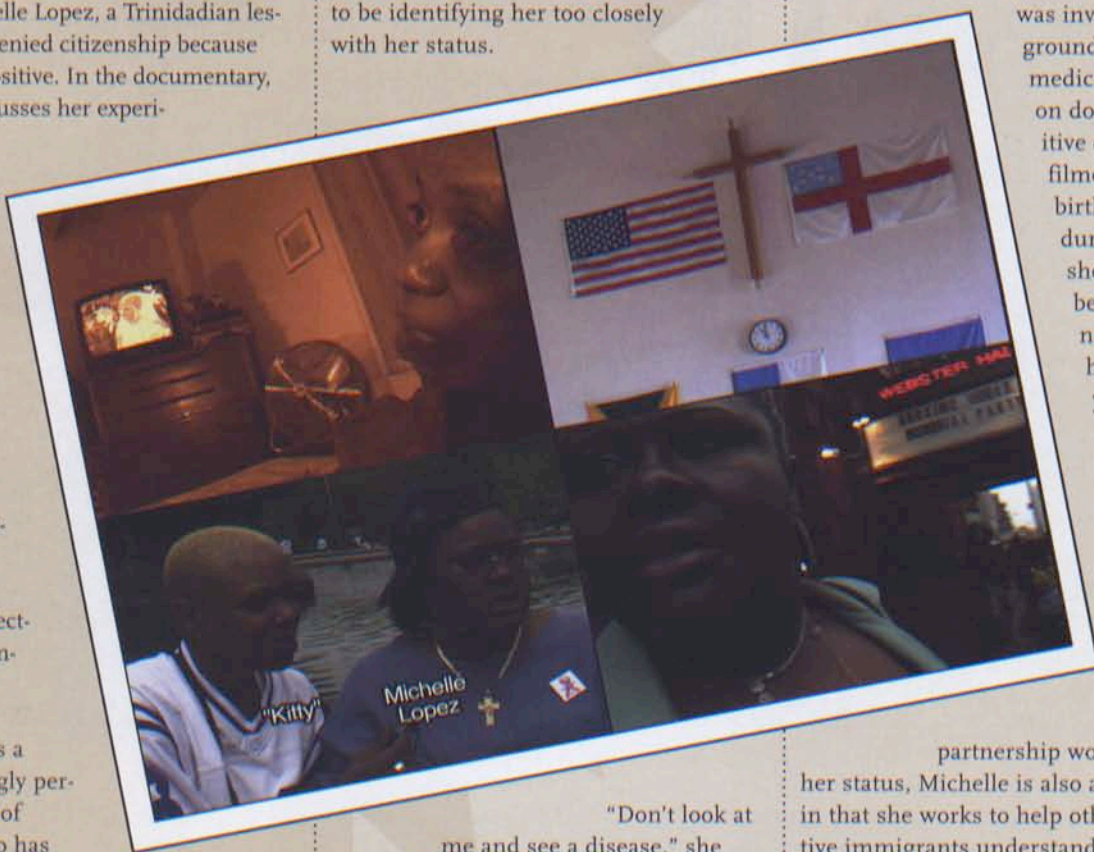 elle Lopez, a Trinidadian les-
enied citizenship because
sitive. In the documentary,
usses her experi-
ect-
n-
s a
gly per-
of
o has
to be identifying her too closely
with her status.
WEBSTER HAL
"Kitty"
Michelle
Lopez
"Don't look at
me and see a disease," she
was inv
ground
medic
on do
itive
filme
birth
dur
she
be
n
h
partnership wo
her status, Michelle is also a
in that she works to help oth
tive immigrants understand